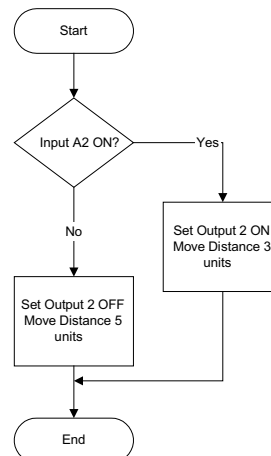 Start
Input A2 ON?
Yes
No
Set Output 2 ON
Move Distance 3
units
Set Output 2 OFF
Move Distance 5
units
End